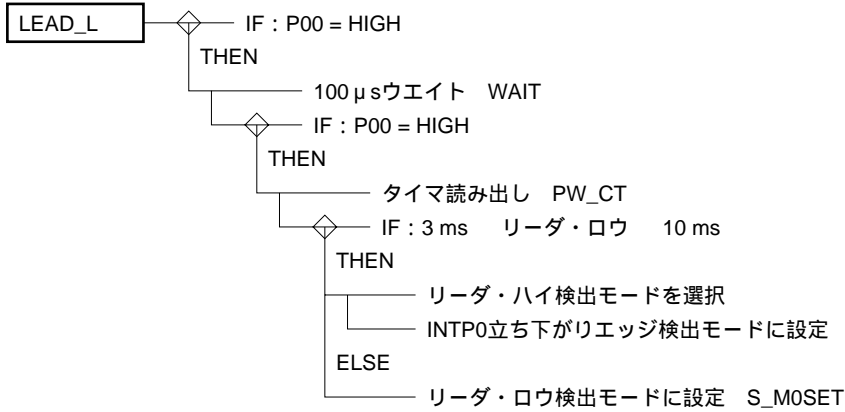 LEAD_L IF : P00 = HIGH
THEN
100 μsウエイト WAIT
IF : P00 = HIGH
THEN
タイマ読み出し PW_CT
IF : 3 ms リーダ・ロウ 10 ms
THEN
リーダ・ハイ検出モードを選択
INTP0立ち下がりエッジ検出モードに設定
ELSE
リーダ・ロウ検出モードに設定 S_M0SET